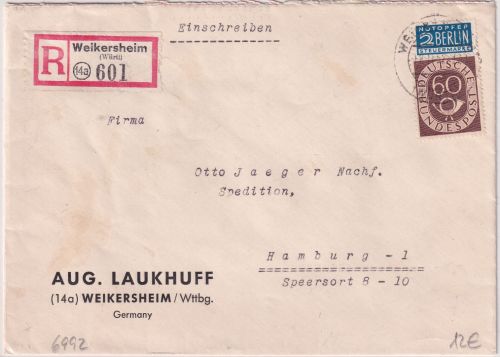 Einschreiben
R
Weikersheim
(Württ)
14a 601
NOTOPFER
2 BERLIN
STEUERMARKE
60
DEUTSCHE
BUNDESPOST
Firma
Otto Jaeger Nachf.
Spedition,
Hamburg - 1
Speersort 8 - 10
AUG. LAUKHUFF
(14a) WEIKERSHEIM/Wttbg.
Germany
6992
12€